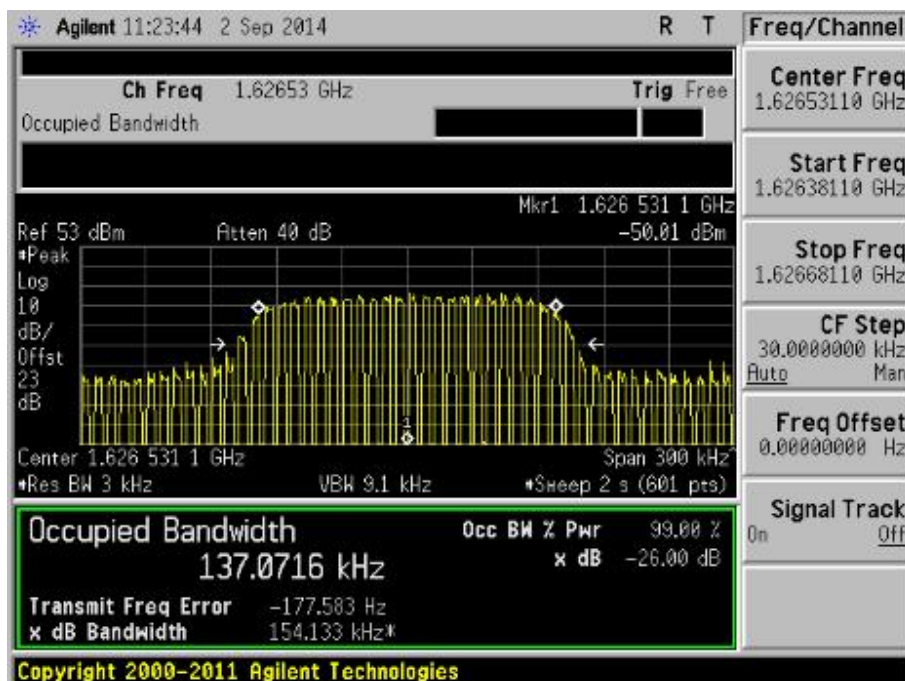 Agilent 11:23:44 2 Sep 2014 R T
Freq/Channel
Ch Freq 1.62653 GHz Trig Free
Occupied Bandwidth
Center Freq
1.62653110 GHz
Start Freq
1.62638110 GHz
Stop Freq
1.62668110 GHz
CF Step
30.0000000 kHz
Auto Man
Freq Offset
0.00000000 Hz
Signal Track
On Off
Mkr1 1.626 531 1 GHz
Ref 53 dBm Atten 40 dB -50.01 dBm
*Peak
Log
10
dB/
Offst
23
dB
1
Center 1.626 531 1 GHz Span 300 kHz^
*Res BW 3 kHz VBW 9.1 kHz *Sweep 2 s (601 pts)
Occupied Bandwidth Occ BW % Pwr 99.00 %
137.0716 kHz x dB -26.00 dB
Transmit Freq Error -177.583 Hz
x dB Bandwidth 154.133 kHz*
Copyright 2000-2011 Agilent Technologies